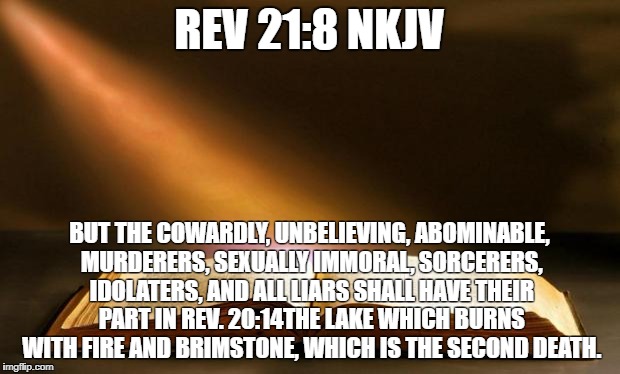 REV 21:8 NKJV
BUT THE COWARDLY, UNBELIEVING, ABOMINABLE,
MURDERERS, SEXUALLY IMMORAL, SORCERERS,
IDOLATERS, AND ALL LIARS SHALL HAVE THEIR
PART IN REV. 20:14THE LAKE WHICH BURNS
WITH FIRE AND BRIMSTONE, WHICH IS THE SECOND DEATH.
imgflip.com